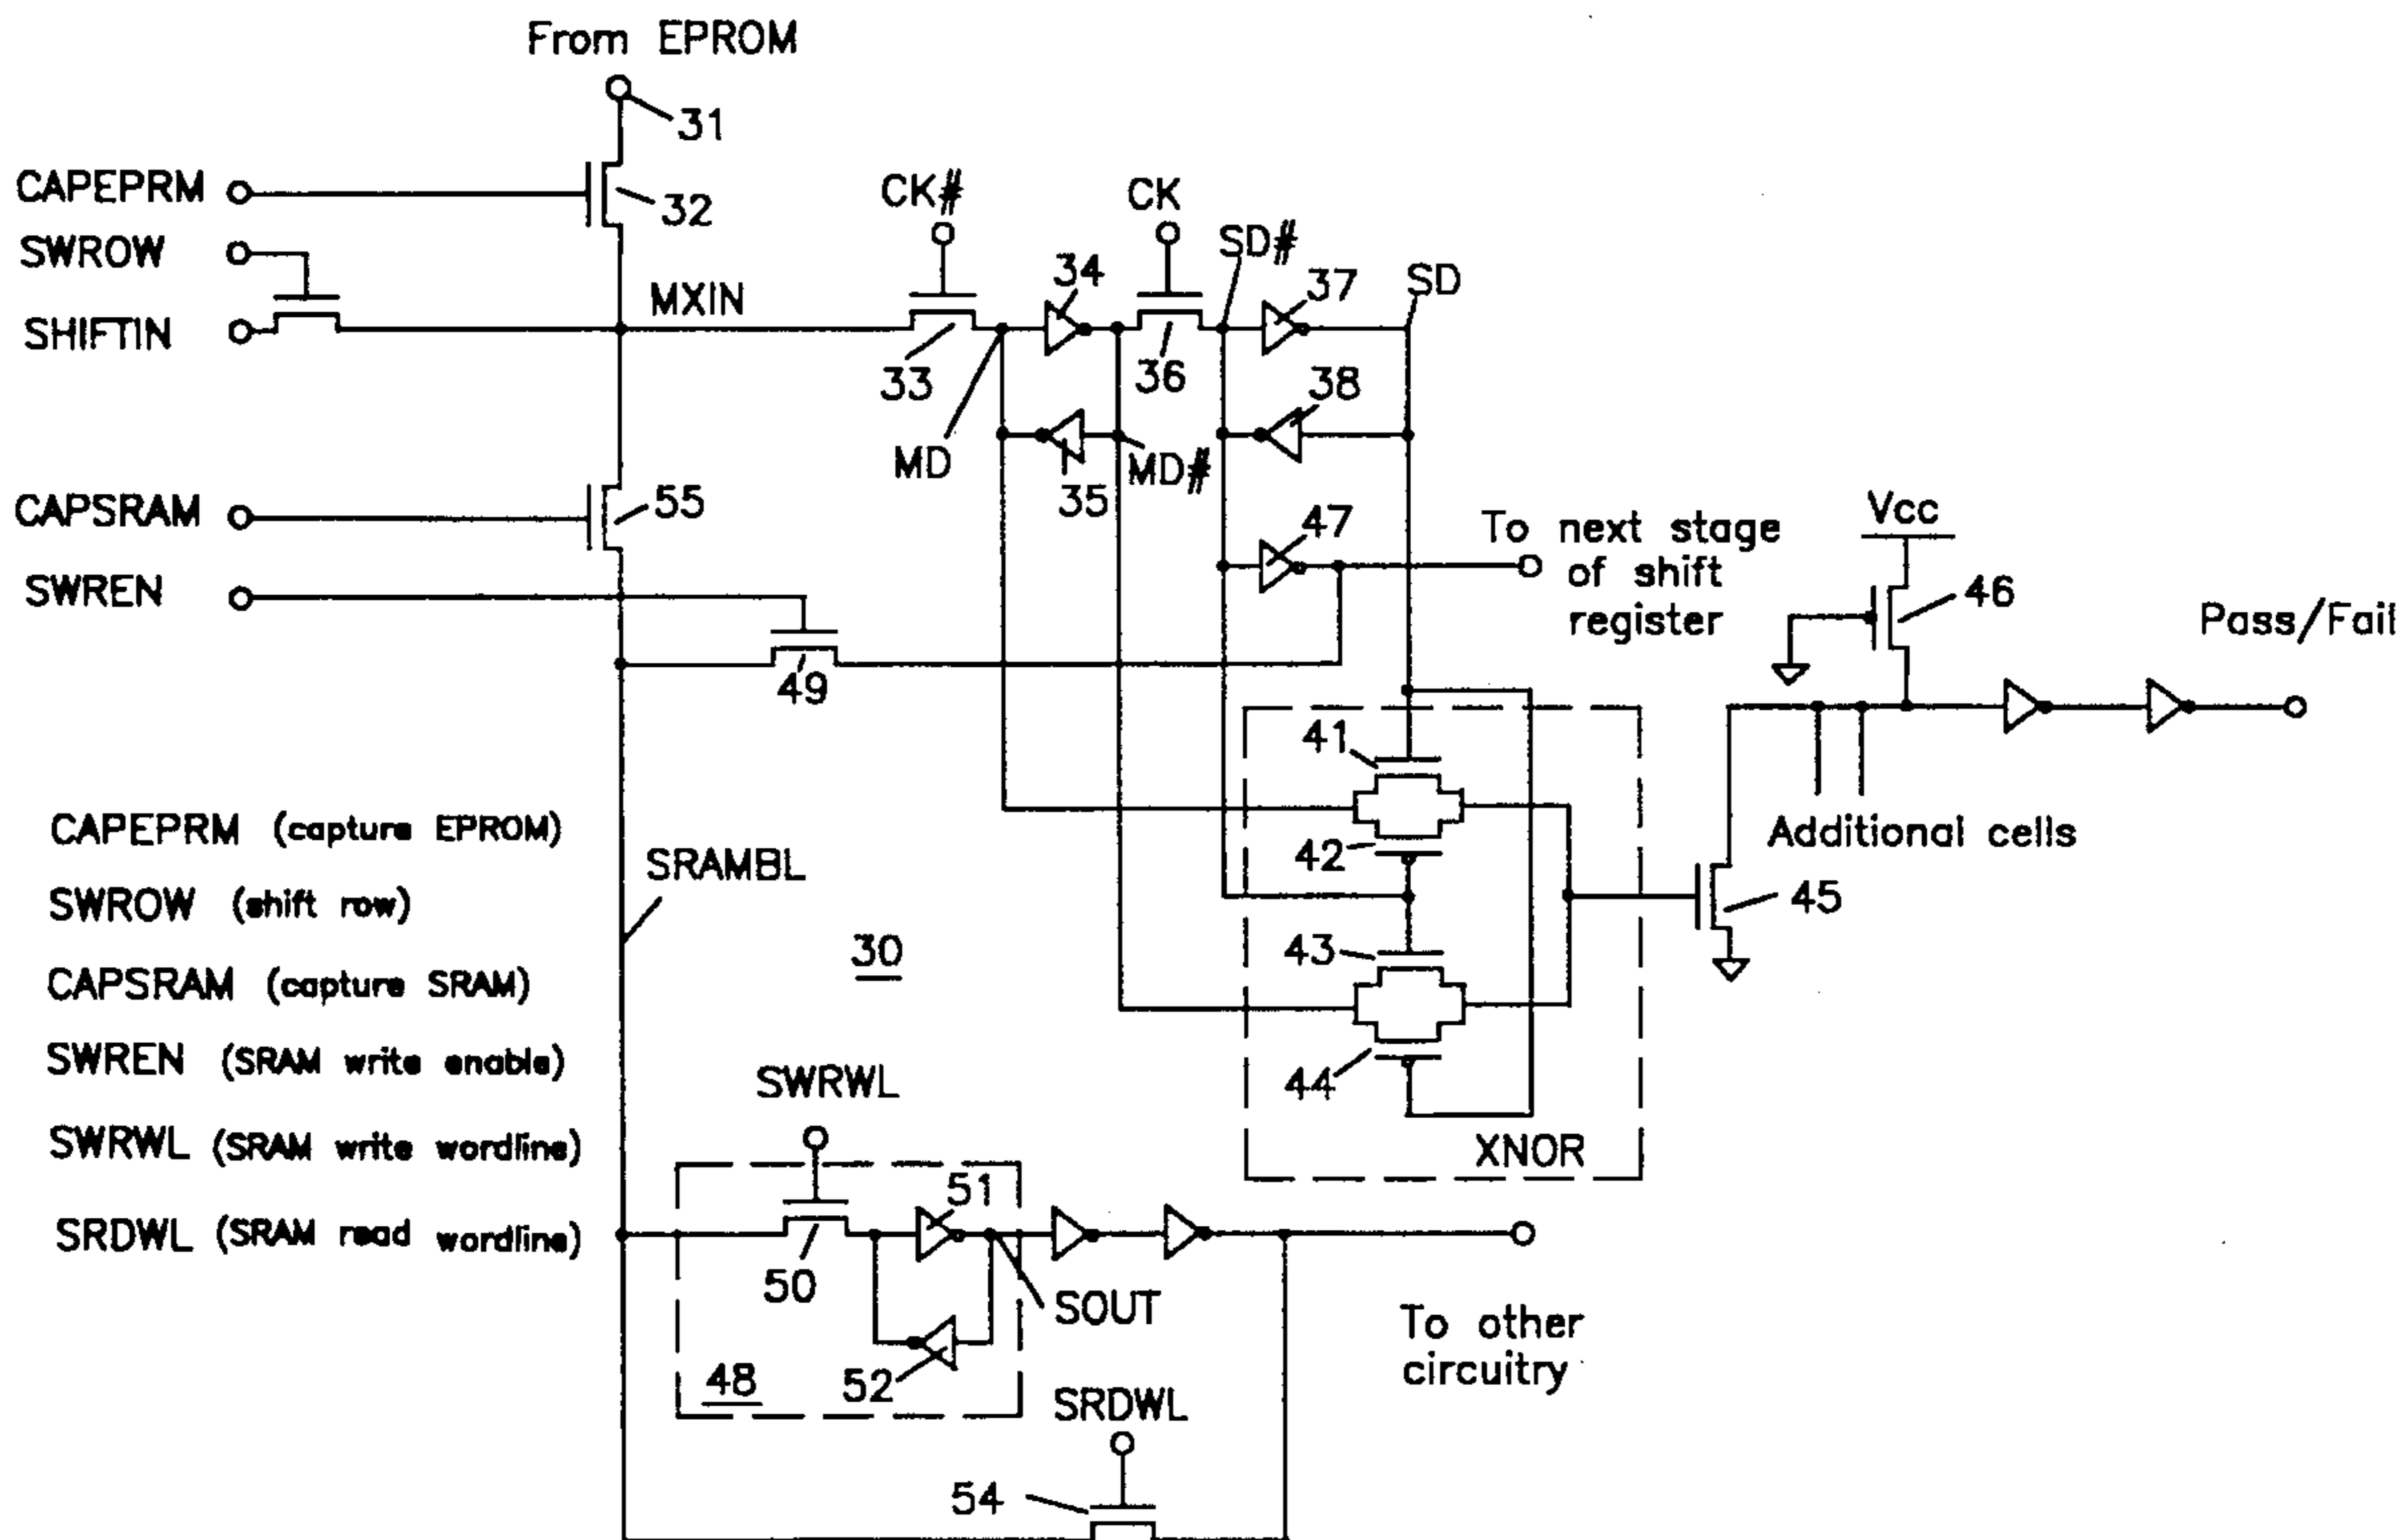 From EPROM
31
CAPEPRM
32
SWROW
SHIFTIN
MXIN
CK#
CK
SD#
SD
34
37
33
36
38
MD
35
MD#
CAPSRAM
55
SWREN
47
To next stage
of shift
register
49
Vcc
46
Pass/Fail
41
42
43
44
XNOR
Additional cells
45
CAPEPRM (capture EPROM)
SWROW (shift row)
CAPSRAM (capture SRAM)
SWREN (SRAM write enable)
SWRWL (SRAM write wordline)
SRDWL (SRAM read wordline)
SRAMBL
30
SWRWL
51
50
SOUT
52
48
To other
circuitry
SRDWL
54